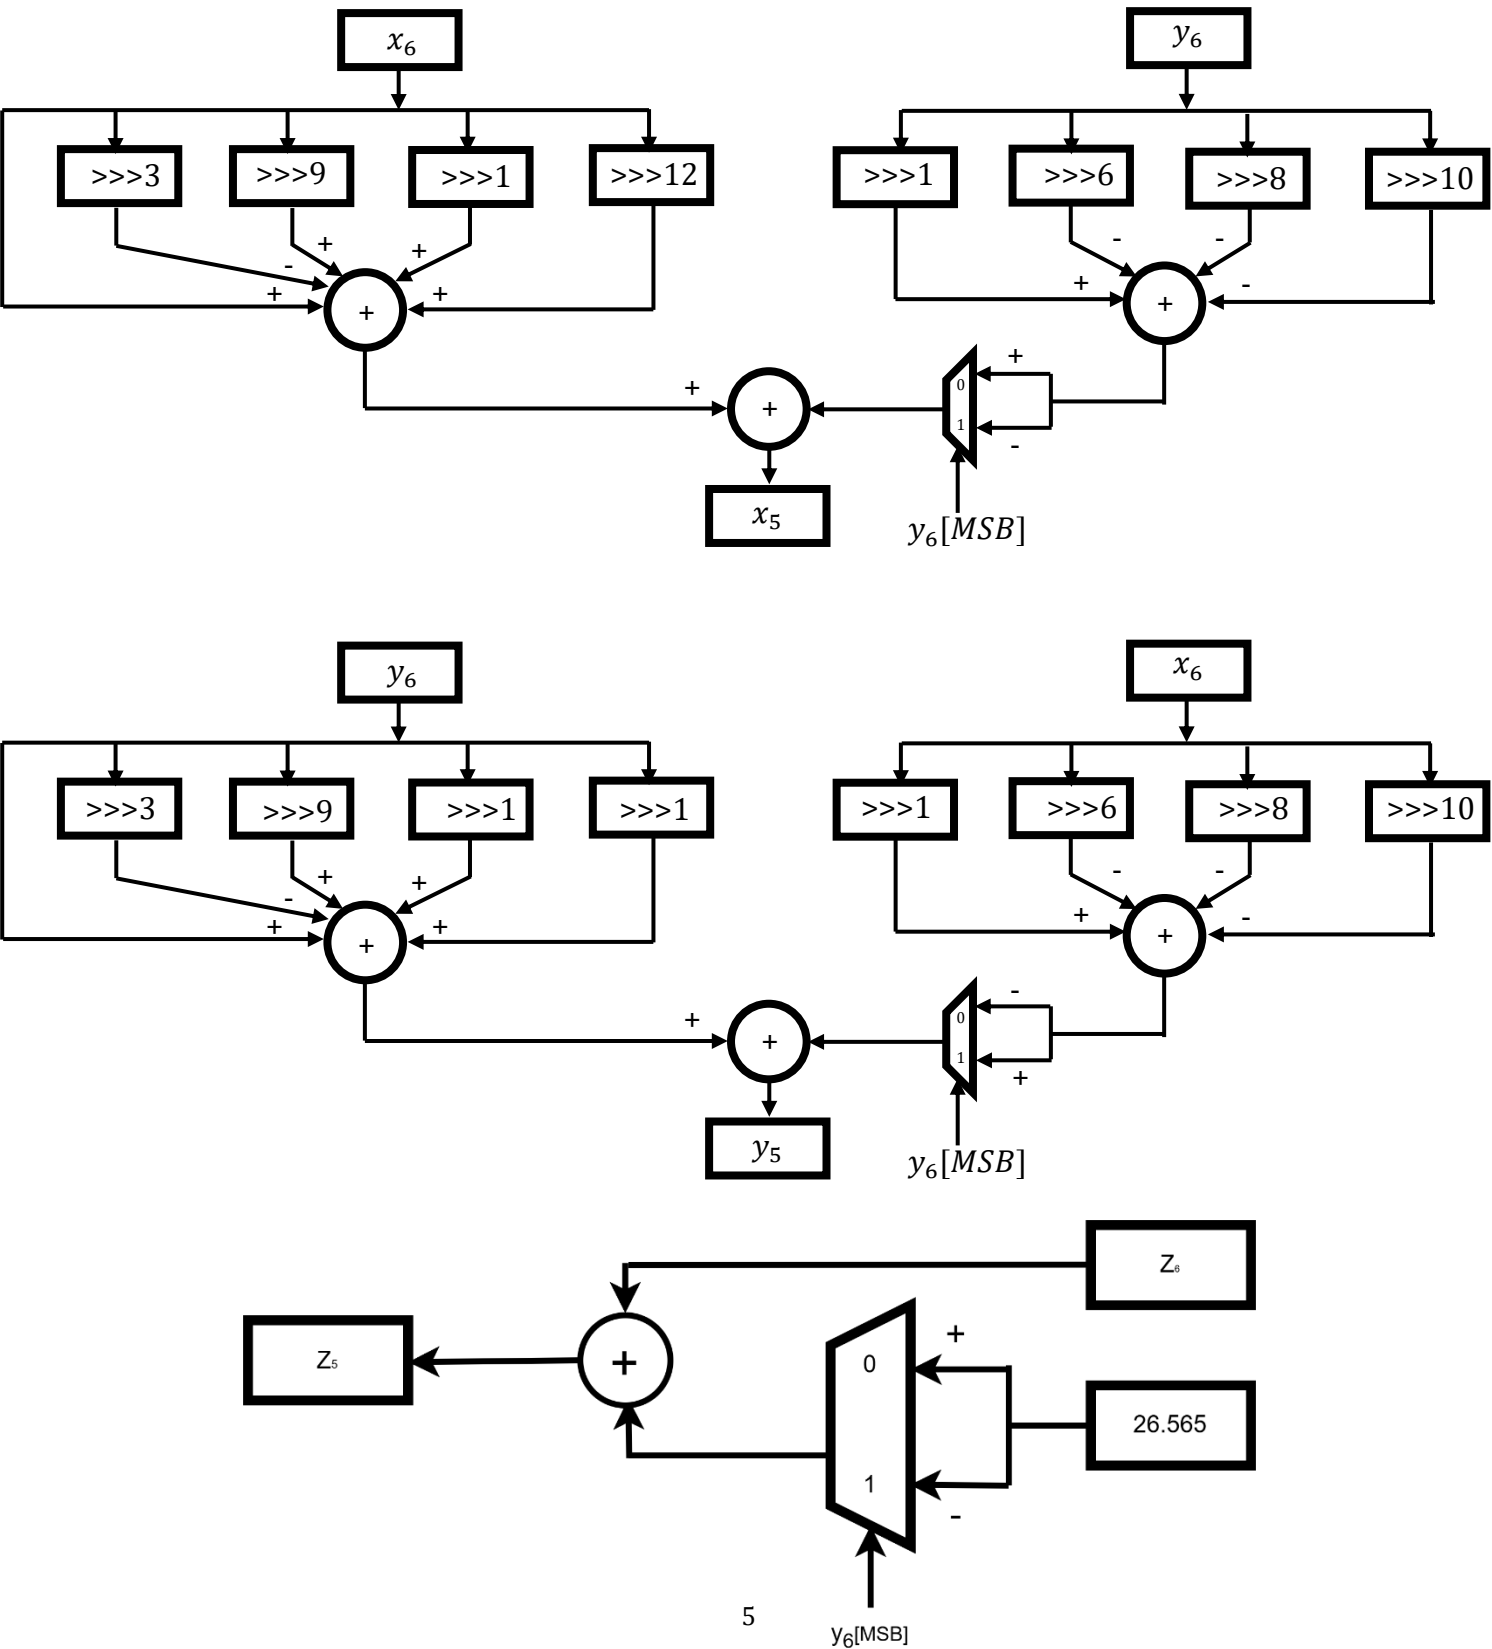 x₆ y₆
>>>3 >>>9 >>>1 >>>12 >>>1 >>>6 >>>8 >>>10
+ + - -
- + + + + -
+ +
+ +
+ + 0
1
-
x₅ y₆[MSB]
y₆ x₆
>>>3 >>>9 >>>1 >>>1 >>>1 >>>6 >>>8 >>>10
+ + - -
- + + + + -
+ +
+ - 0
+ 1
+
y₅ y₆[MSB]
Z₆
+
Z₅ + 0
26.565
1
-
5
y₆[MSB]